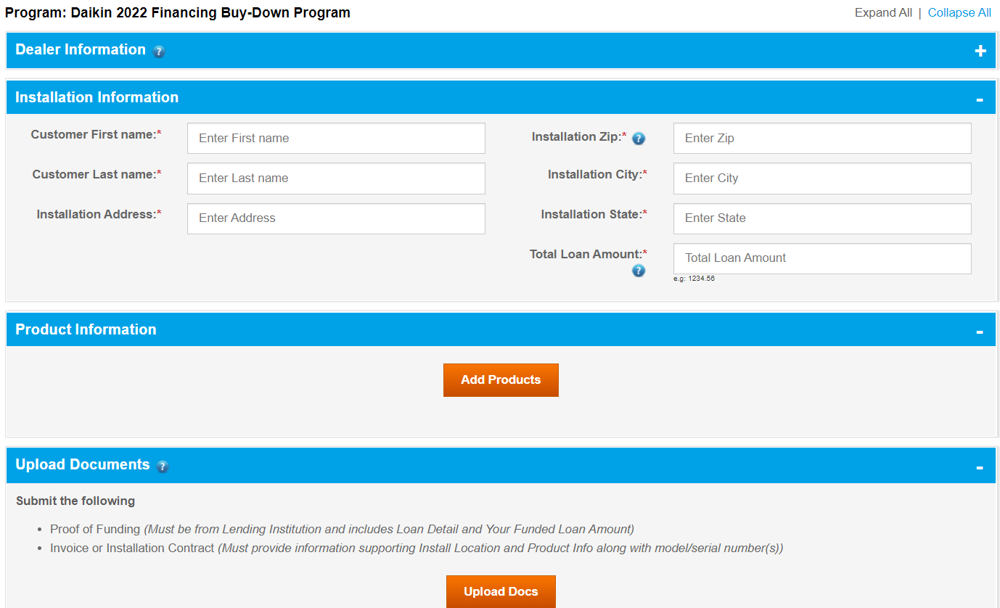 Program: Daikin 2022 Financing Buy-Down Program
Expand All | Collapse All
Dealer Information ?
+
Installation Information
-
Customer First name:*
Enter First name
Installation Zip:* ?
Enter Zip
Customer Last name:*
Enter Last name
Installation City:*
Enter City
Installation Address:*
Enter Address
Installation State:*
Enter State
Total Loan Amount:*
?
Total Loan Amount
e.g: 1234.56
Product Information
-
Add Products
Upload Documents ?
-
Submit the following
• Proof of Funding (Must be from Lending Institution and includes Loan Detail and Your Funded Loan Amount)
• Invoice or Installation Contract (Must provide information supporting Install Location and Product Info along with model/serial number(s))
Upload Docs